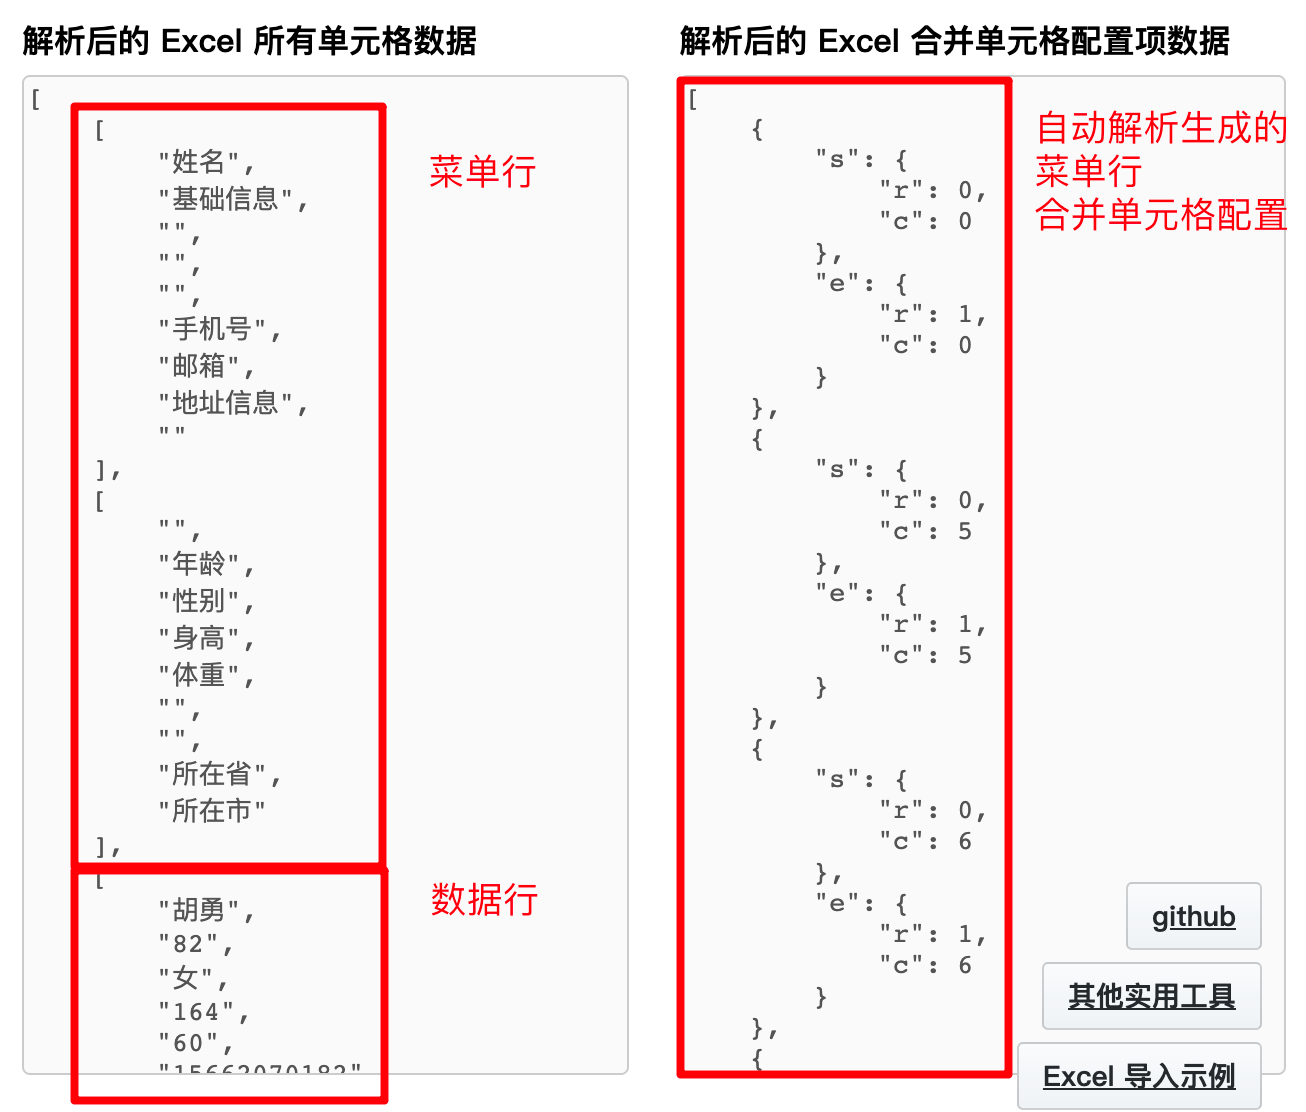 解析后的 Excel 所有单元格数据
[
[
"姓名",
"基础信息",
"",
"",
"",
"手机号",
"邮箱",
"地址信息",
""
],
[
"",
"年龄",
"性别",
"身高",
"体重",
"",
"",
"所在省",
"所在市"
],
[
"胡勇",
"82",
"女",
"164",
"60",
菜单行
数据行
解析后的 Excel 合并单元格配置项数据
[
{
"s": {
"r": 0,
"c": 0
},
"e": {
"r": 1,
"c": 0
}
},
{
"s": {
"r": 0,
"c": 5
},
"e": {
"r": 1,
"c": 5
}
},
{
"s": {
"r": 0,
"c": 6
},
"e": {
"r": 1,
"c": 6
}
},
{
自动解析生成的
菜单行
合并单元格配置
github
其他实用工具
Excel 导入示例